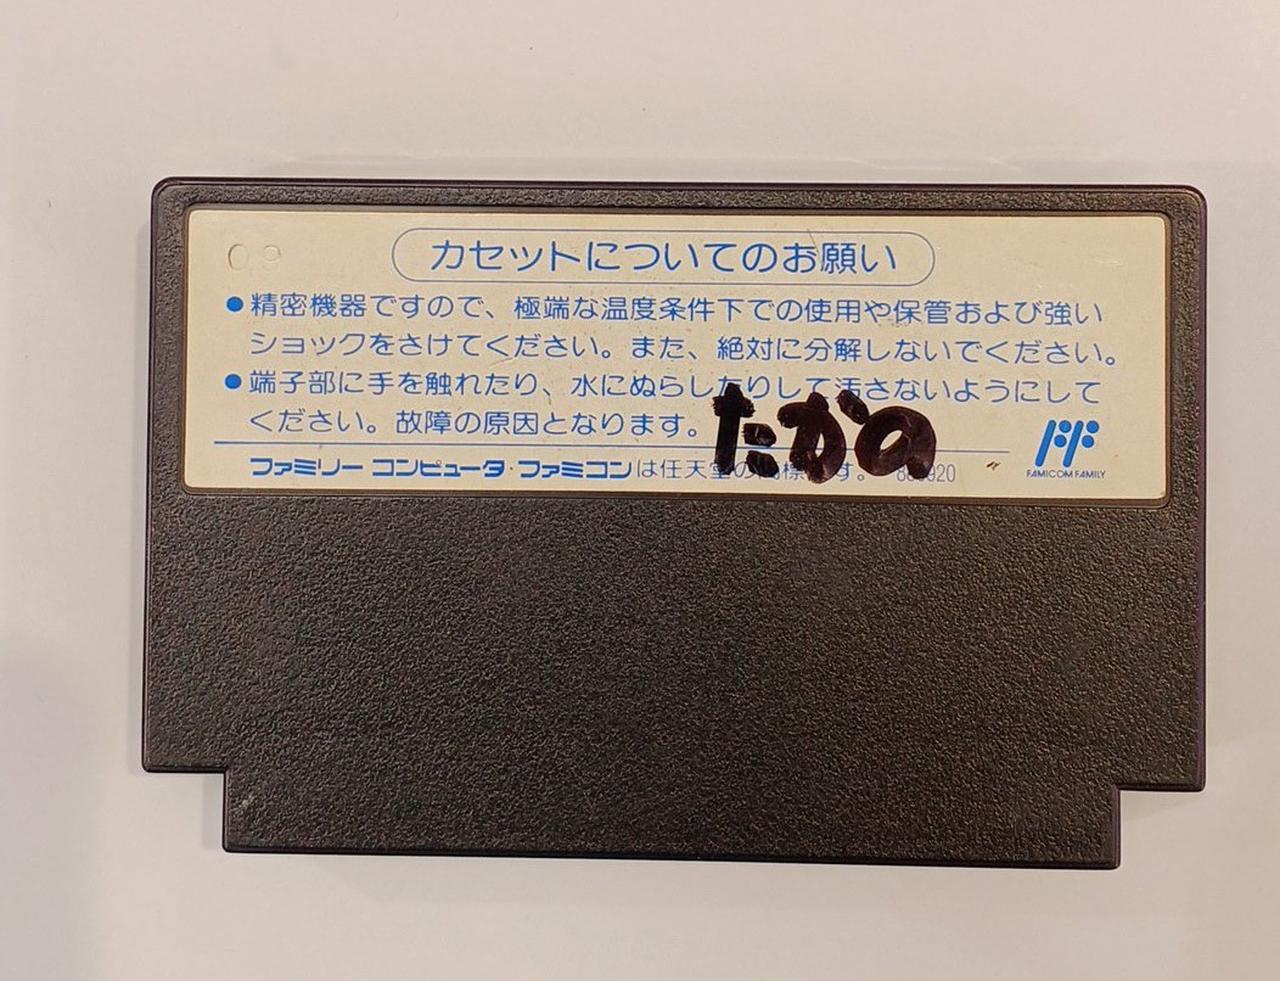 09
カセットについてのお願い
●精密機器ですので、極端な温度条件下での使用や保管および強い
ショックをさけてください。また、絶対に分解しないでください。
●端子部に手を触れたり、水にぬらしたりして汚さないようにして
ください。故障の原因となります。
たがの
ファミリー コンピュータ・ファミコンは任天堂の商標です。
FAMICOM FAMILY